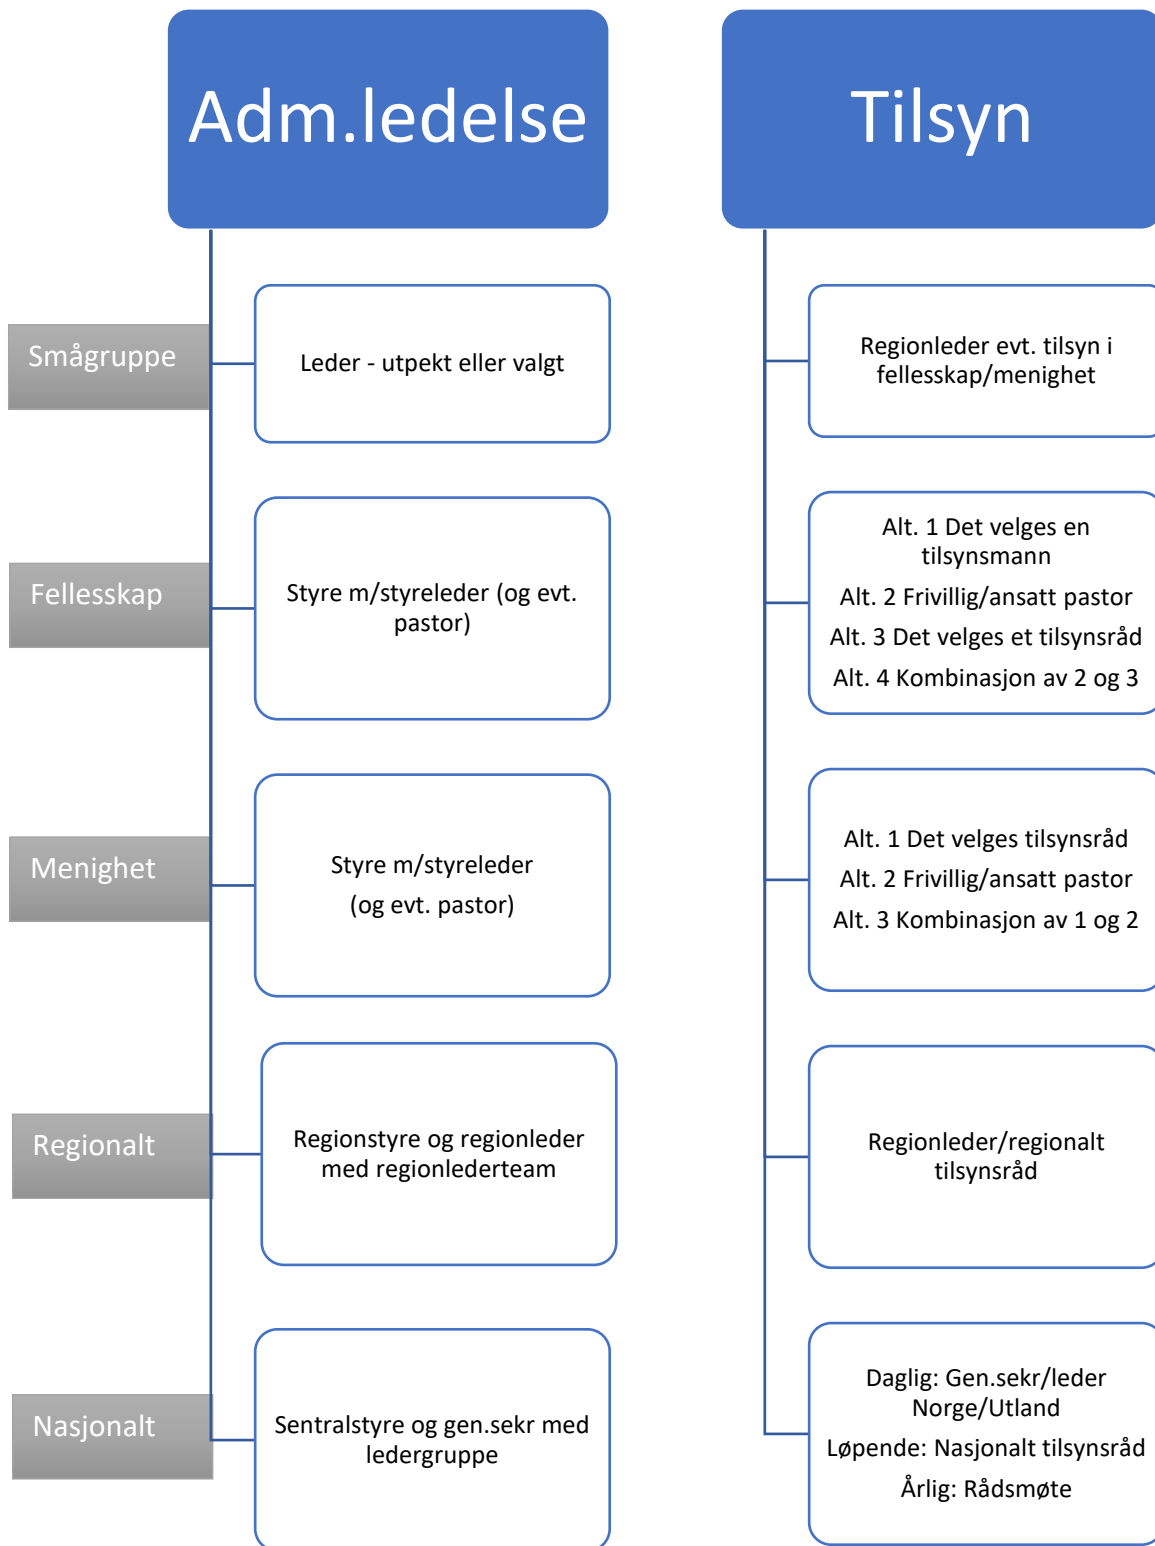 Adm.ledelse
Tilsyn
Smågruppe
Leder - utpekt eller valgt
Regionleder evt. tilsyn i
fellesskap/menighet
Fellesskap
Styre m/styreleder (og evt.
pastor)
Alt. 1 Det velges en
tilsynsmann
Alt. 2 Frivillig/ansatt pastor
Alt. 3 Det velges et tilsynsråd
Alt. 4 Kombinasjon av 2 og 3
Menighet
Styre m/styreleder
(og evt. pastor)
Alt. 1 Det velges tilsynsråd
Alt. 2 Frivillig/ansatt pastor
Alt. 3 Kombinasjon av 1 og 2
Regionalt
Regionstyre og regionleder
med regionlederteam
Regionleder/regionalt
tilsynsråd
Nasjonalt
Sentralstyre og gen.sekr med
ledergruppe
Daglig: Gen.sekr/leder
Norge/Utland
Løpende: Nasjonalt tilsynsråd
Årlig: Rådsmøte